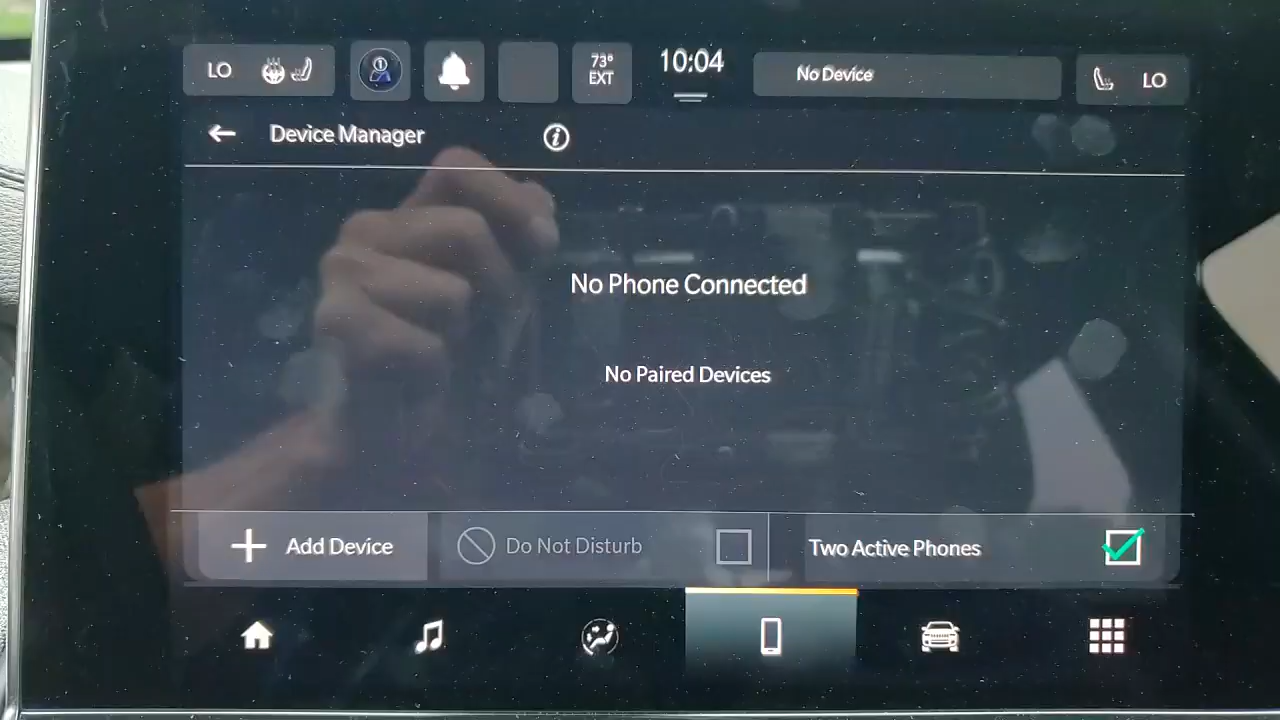 LO
1
73°
EXT
10:04
No Device
LO
Device Manager
i
No Phone Connected
No Paired Devices
Add Device
Do Not Disturb
Two Active Phones